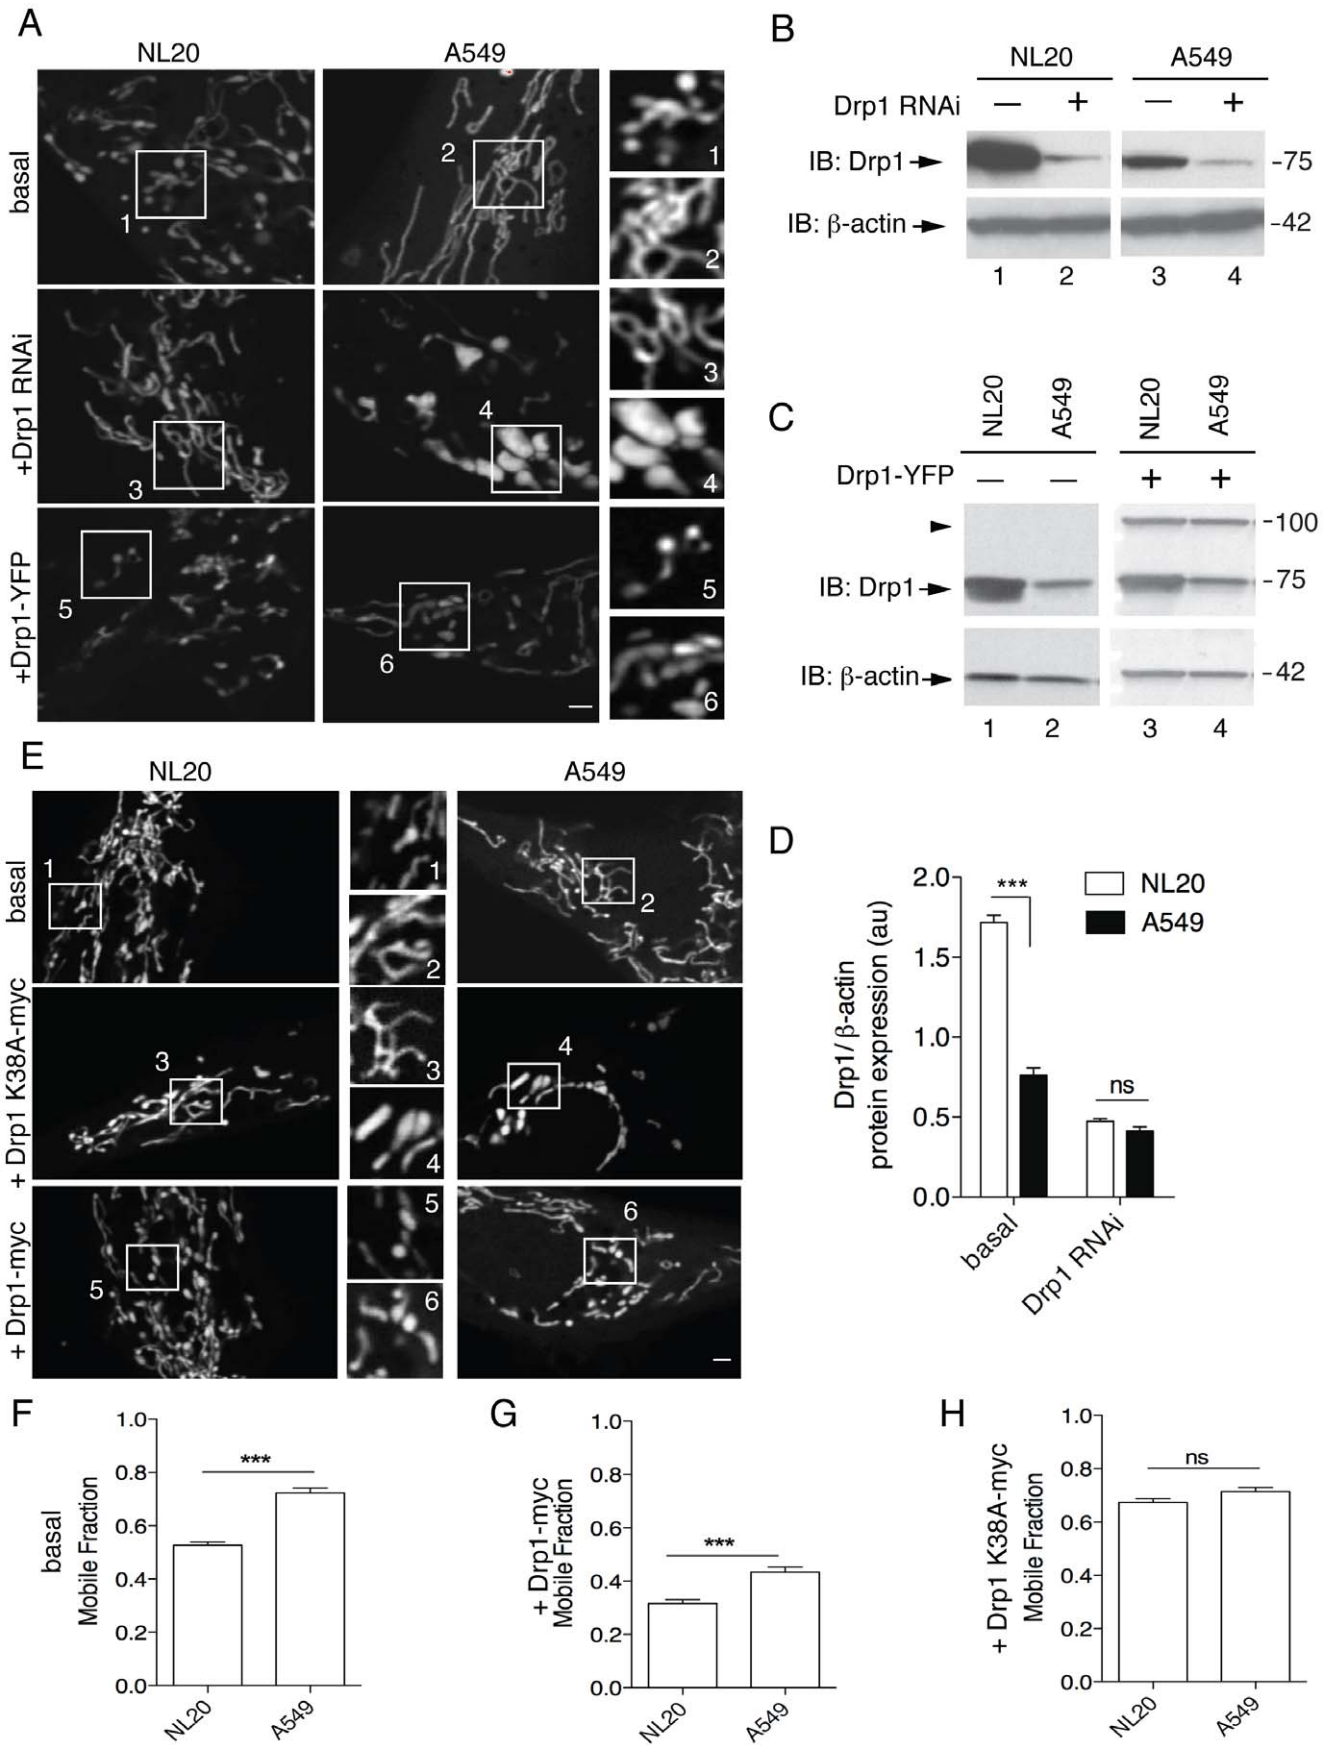 A
NL20
A549
basal
1
2
1
2
+Drp1 RNAi
3
4
3
4
+Drp1-YFP
5
6
5
6
B
NL20
A549
Drp1 RNAi
—
+
—
+
IB: Drp1
-75
IB: β-actin
-42
1
2
3
4
C
NL20
A549
NL20
A549
Drp1-YFP
—
—
+
+
-100
IB: Drp1
-75
IB: β-actin
-42
1
2
3
4
E
NL20
A549
basal
1
1
2
2
+ Drp1 K38A-myc
3
3
4
4
+ Drp1-myc
5
5
6
6
D
Drp1/ β-actin
protein expression (au)
2.0
1.5
1.0
0.5
0.0
***
ns
NL20
A549
basal
Drp1 RNAi
F
basal
Mobile Fraction
1.0
0.8
0.6
0.4
0.2
0.0
***
NL20
A549
G
+ Drp1-myc
Mobile Fraction
1.0
0.8
0.6
0.4
0.2
0.0
***
NL20
A549
H
+ Drp1 K38A-myc
Mobile Fraction
1.0
0.8
0.6
0.4
0.2
0.0
ns
NL20
A549